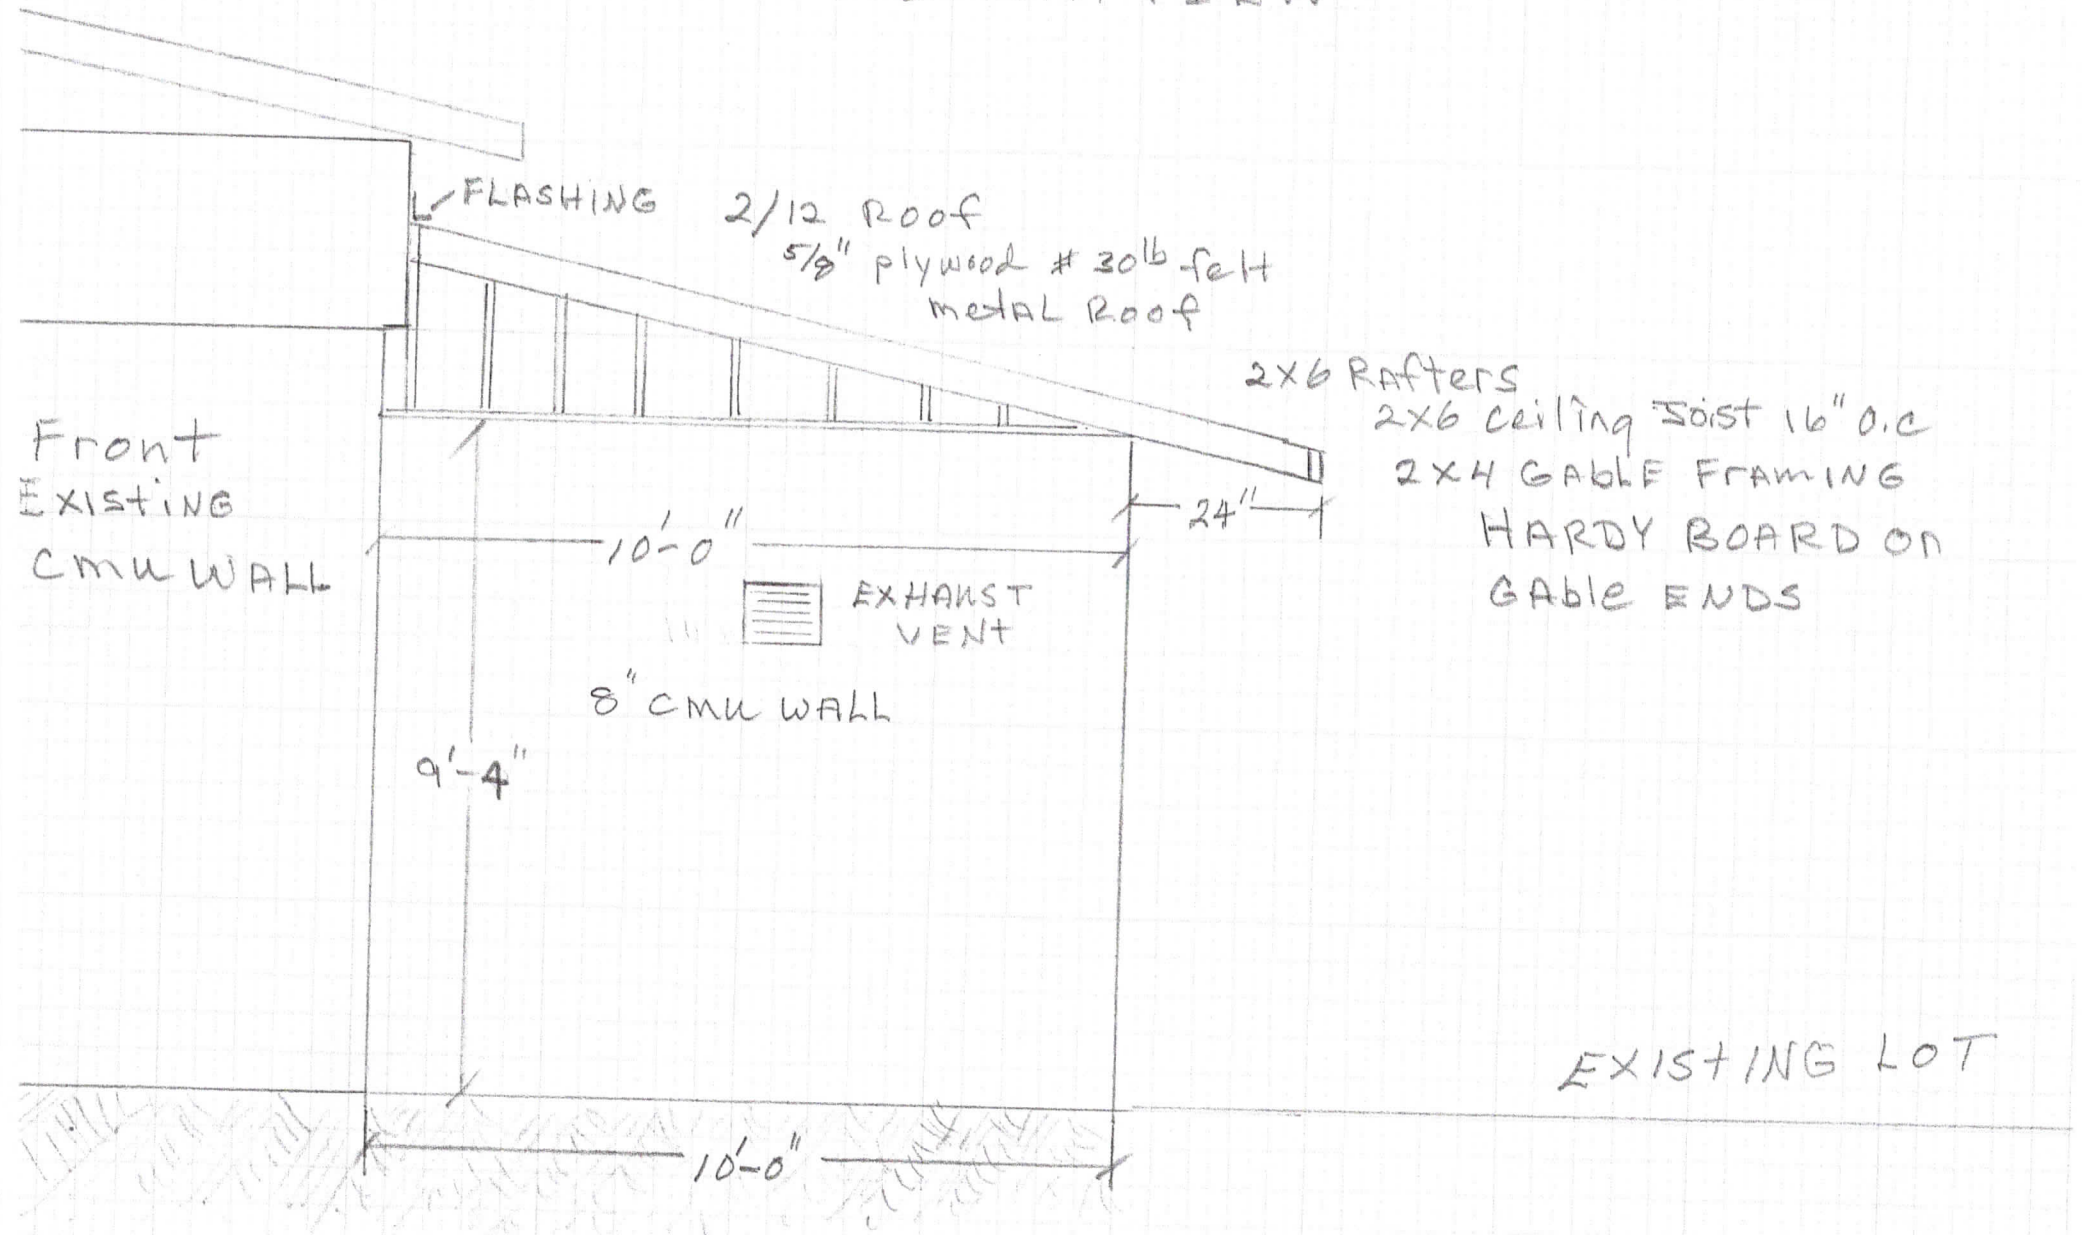 FLASHING
2/12 Roof
5/8" plywood # 30lb felt
metAL Roof
2X6 RAfters
2X6 ceiling Joist 16" o.c
2X4 GAblE FrAmING
HARDY BOARD On
GAble ENDS
24"
Front
EXIStiNG
CmU WALL
10'-0"
EXHAUST
VENt
8" CmU WALL
9'-4"
EXIStING LOT
10'-0"